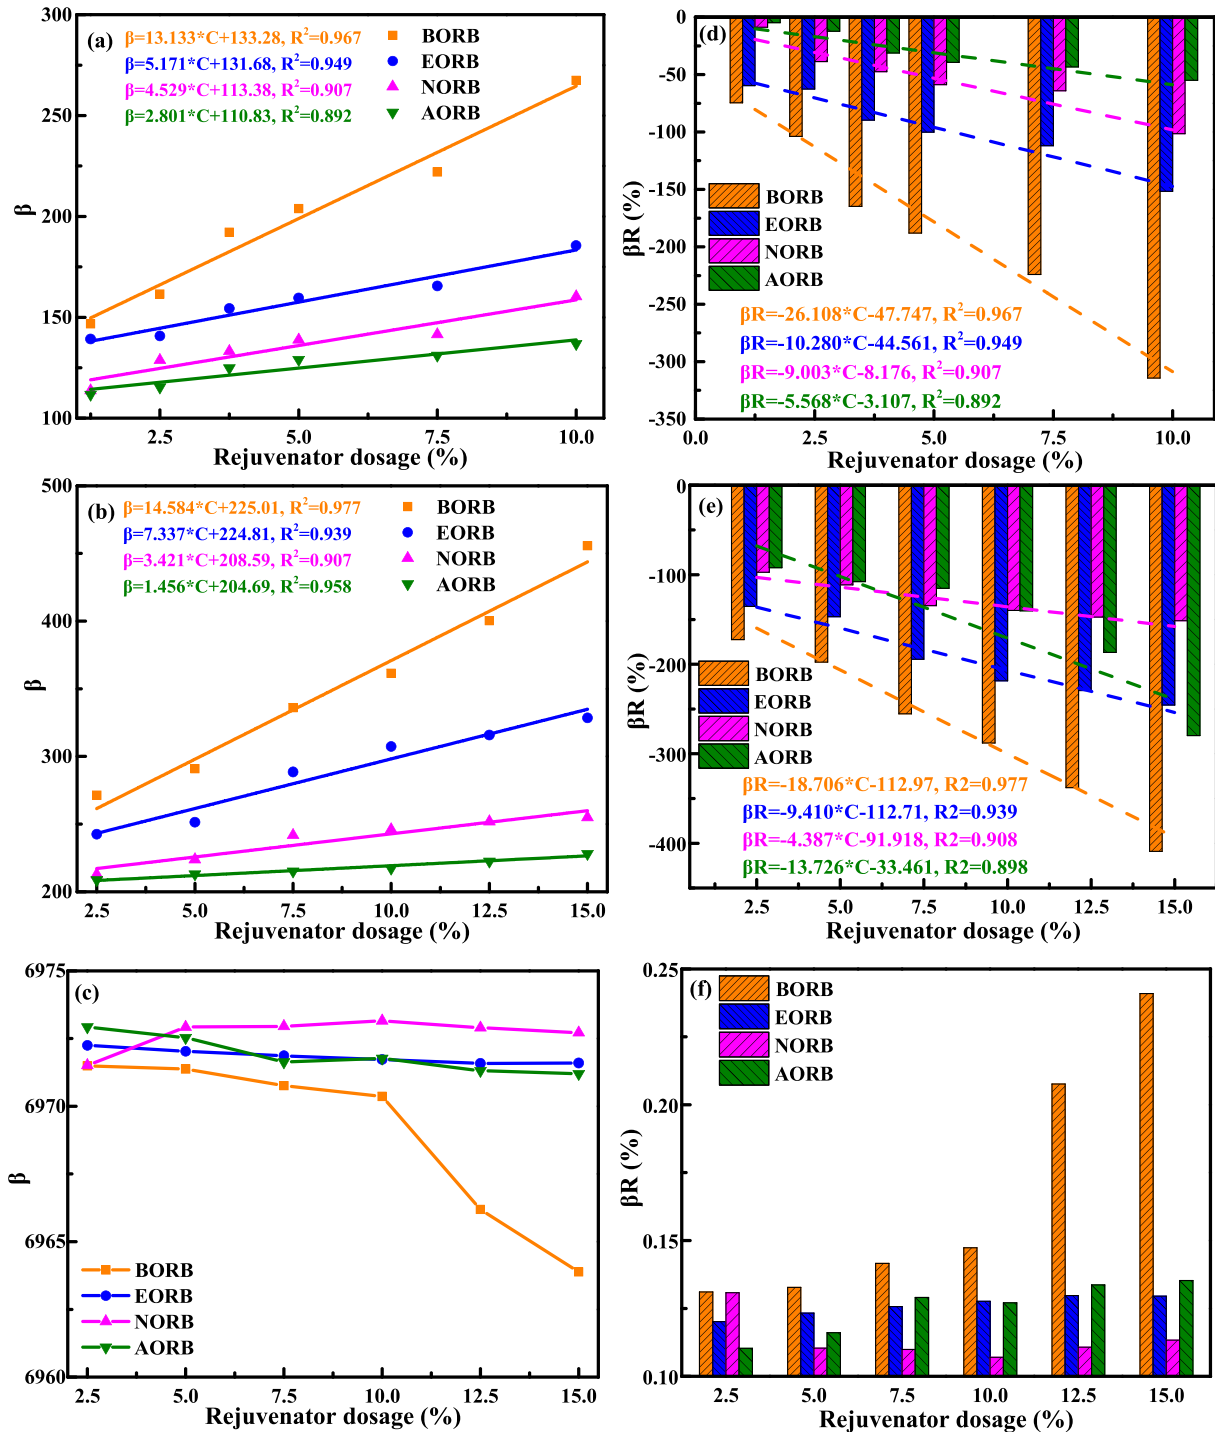 300
250
200
150
100
β
(a)
β=13.133*C+133.28, R²=0.967
β=5.171*C+131.68, R²=0.949
β=4.529*C+113.38, R²=0.907
β=2.801*C+110.83, R²=0.892
BORB
EORB
NORB
AORB
2.5 5.0 7.5 10.0
Rejuvenator dosage (%)
0
-50
-100
-150
-200
-250
-300
-350
βR (%)
(d)
BORB
EORB
NORB
AORB
βR=-26.108*C-47.747, R²=0.967
βR=-10.280*C-44.561, R²=0.949
βR=-9.003*C-8.176, R²=0.907
βR=-5.568*C-3.107, R²=0.892
0.0 2.5 5.0 7.5 10.0
Rejuvenator dosage (%)
500
400
300
200
β
(b)
β=14.584*C+225.01, R²=0.977
β=7.337*C+224.81, R²=0.939
β=3.421*C+208.59, R²=0.907
β=1.456*C+204.69, R²=0.958
BORB
EORB
NORB
AORB
2.5 5.0 7.5 10.0 12.5 15.0
Rejuvenator dosage (%)
0
-100
-200
-300
-400
βR (%)
(e)
BORB
EORB
NORB
AORB
βR=-18.706*C-112.97, R2=0.977
βR=-9.410*C-112.71, R2=0.939
βR=-4.387*C-91.918, R2=0.908
βR=-13.726*C-33.461, R2=0.898
2.5 5.0 7.5 10.0 12.5 15.0
Rejuvenator dosage (%)
6975
6970
6965
6960
β
(c)
BORB
EORB
NORB
AORB
2.5 5.0 7.5 10.0 12.5 15.0
Rejuvenator dosage (%)
0.25
0.20
0.15
0.10
βR (%)
(f)
BORB
EORB
NORB
AORB
2.5 5.0 7.5 10.0 12.5 15.0
Rejuvenator dosage (%)